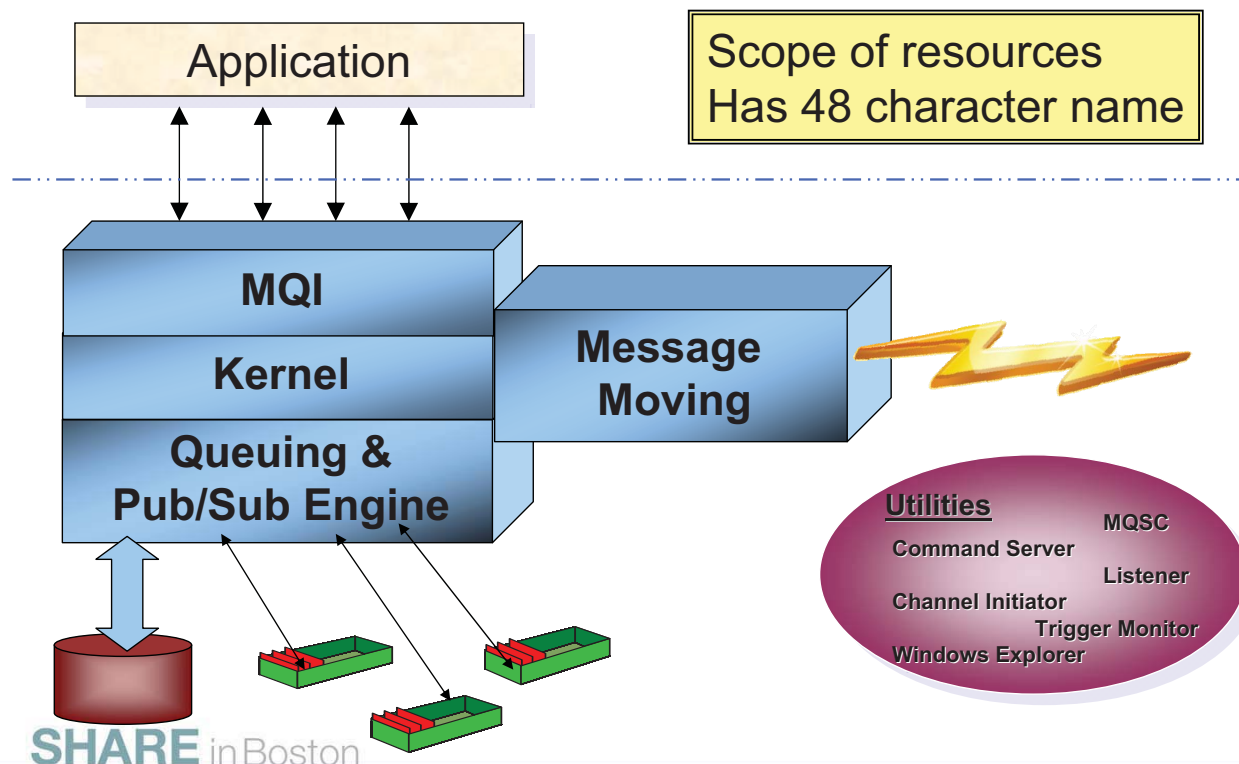 Application
Scope of resources
Has 48 character name
MQI
Kernel
Queuing &
Pub/Sub Engine
Message
Moving
Utilities
MQSC
Command Server
Listener
Channel Initiator
Trigger Monitor
Windows Explorer
SHARE in Boston